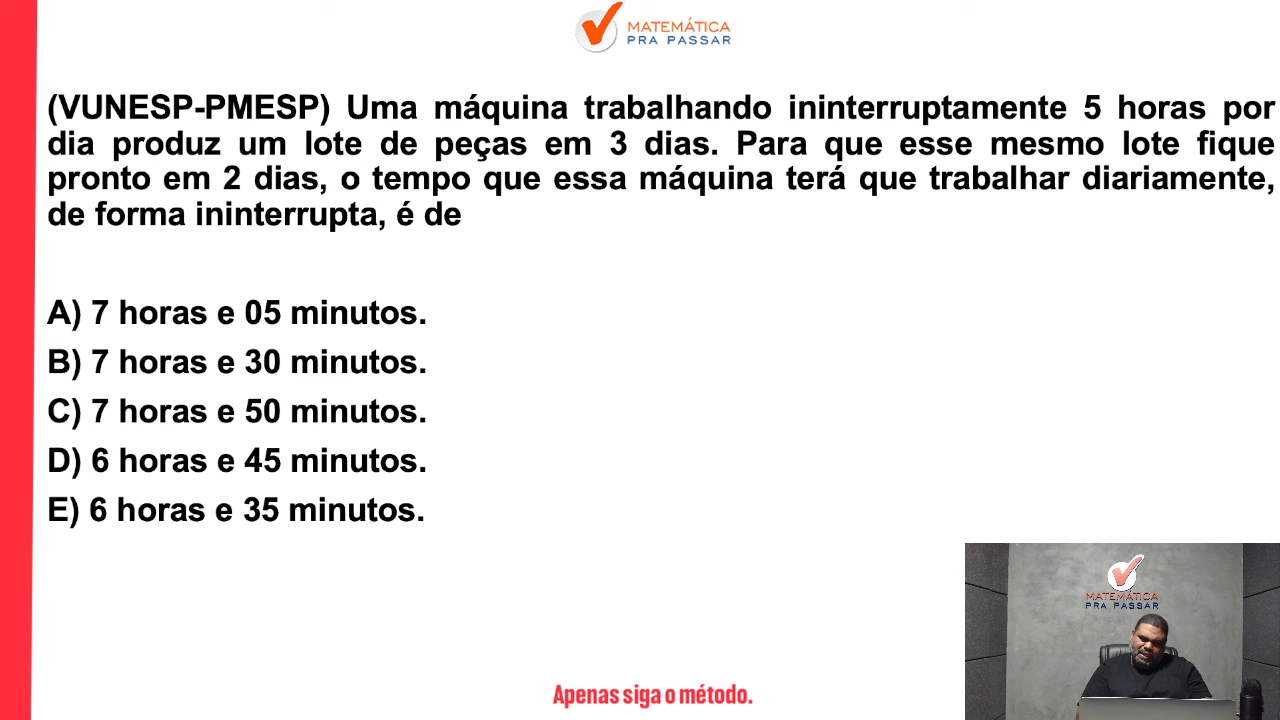 MATEMÁTICA
PRA PASSAR
(VUNESP-PMESP) Uma máquina trabalhando ininterruptamente 5 horas por
dia produz um lote de peças em 3 dias. Para que esse mesmo lote fique
pronto em 2 dias, o tempo que essa máquina terá que trabalhar diariamente,
de forma ininterrupta, é de
A) 7 horas e 05 minutos.
B) 7 horas e 30 minutos.
C) 7 horas e 50 minutos.
D) 6 horas e 45 minutos.
E) 6 horas e 35 minutos.
MATEMÁTICA
PRA PASSAR
Apenas siga o método.